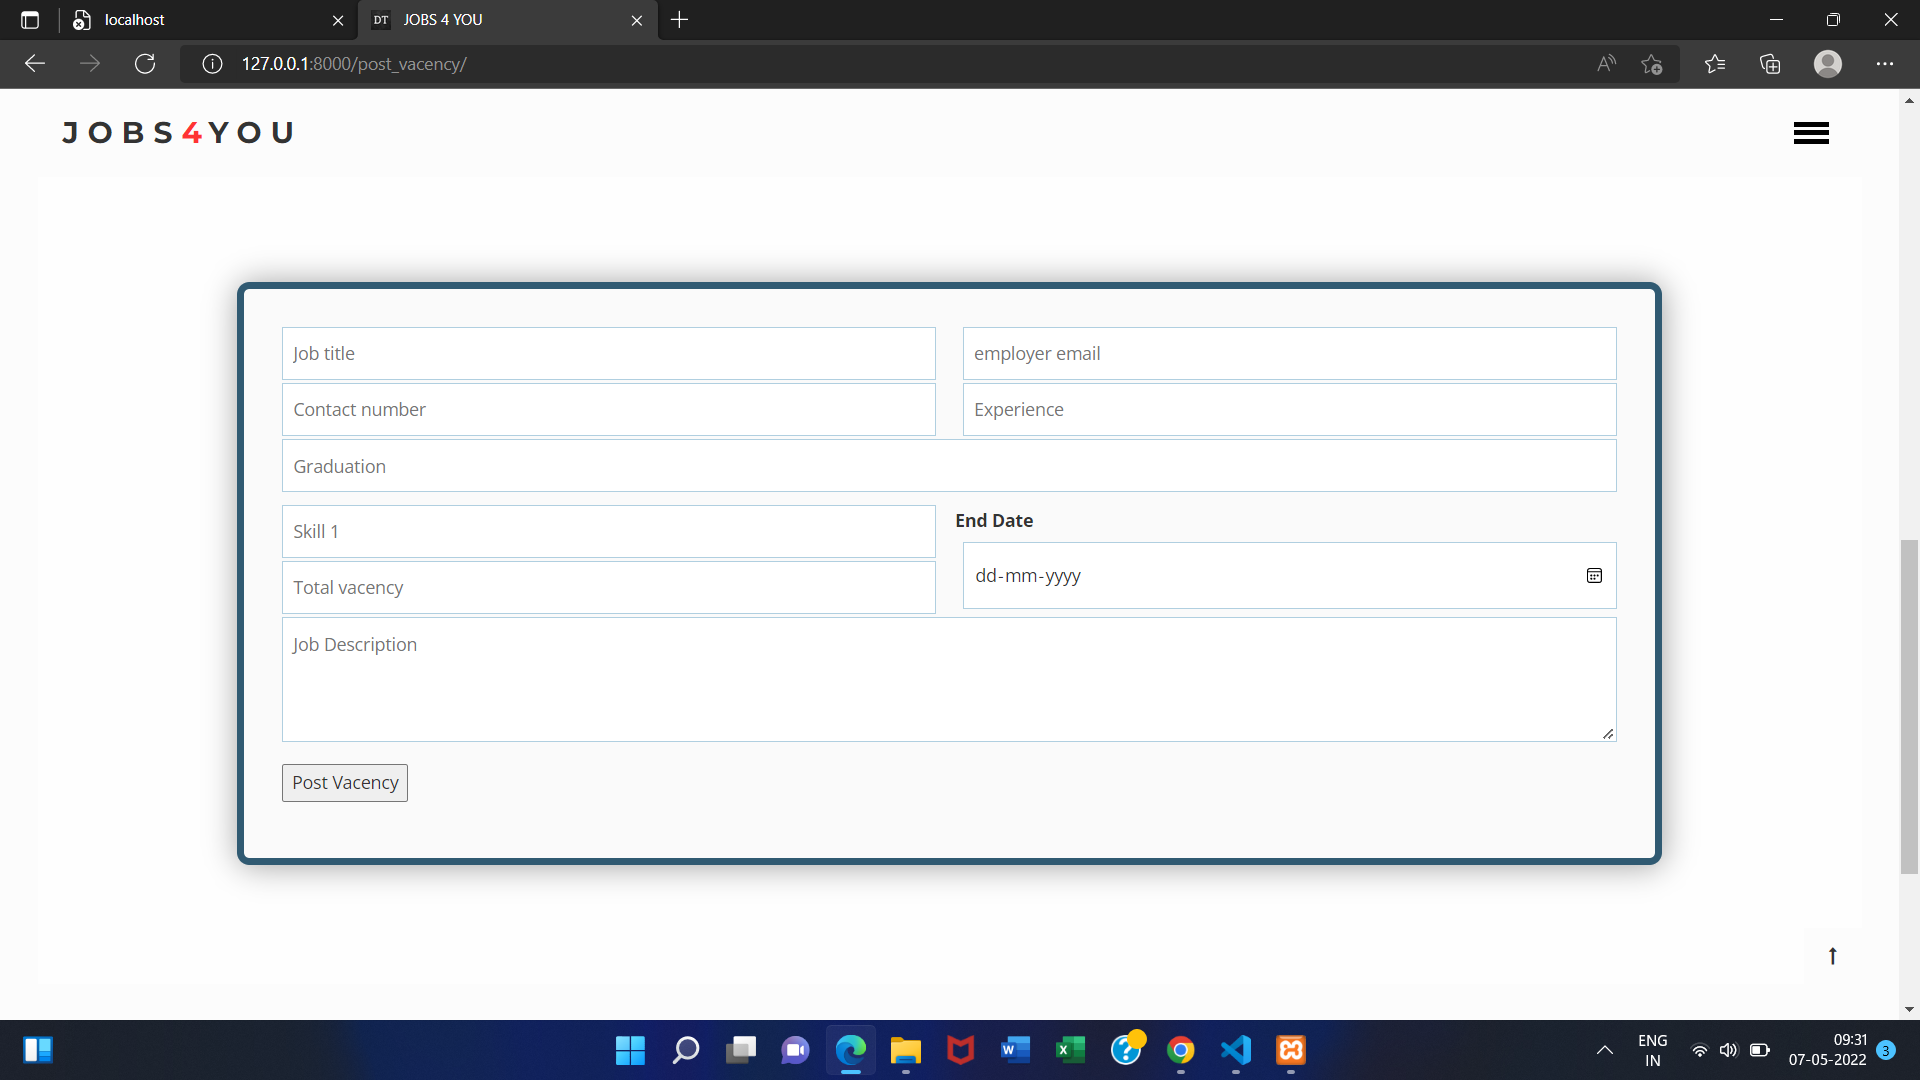 localhost
DT JOBS 4 YOU
127.0.0.1:8000/post_vacency/
JOBS4YOU
Job title
employer email
Contact number
Experience
Graduation
Skill 1
End Date
Total vacency
dd-mm-yyyy
Job Description
Post Vacency
ENG
IN
09:31
07-05-2022
3